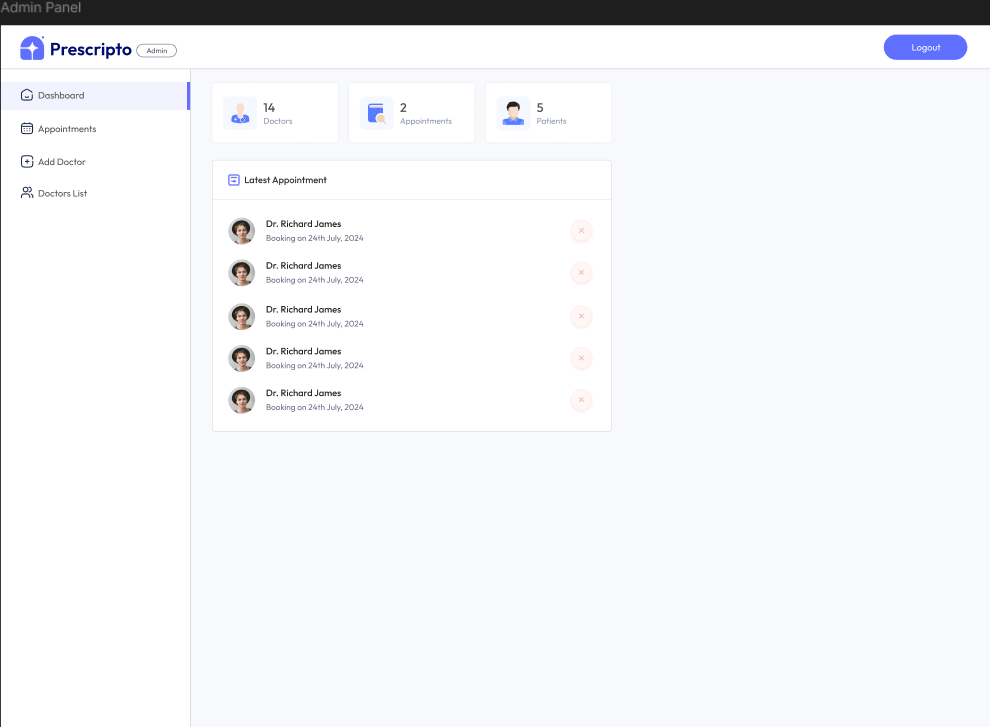 Admin Panel
Prescripto
Admin
Logout
Dashboard
Appointments
Add Doctor
Doctors List
14
Doctors
2
Appointments
5
Patients
Latest Appointment
Dr. Richard James
Booking on 24th July, 2024
Dr. Richard James
Booking on 24th July, 2024
Dr. Richard James
Booking on 24th July, 2024
Dr. Richard James
Booking on 24th July, 2024
Dr. Richard James
Booking on 24th July, 2024